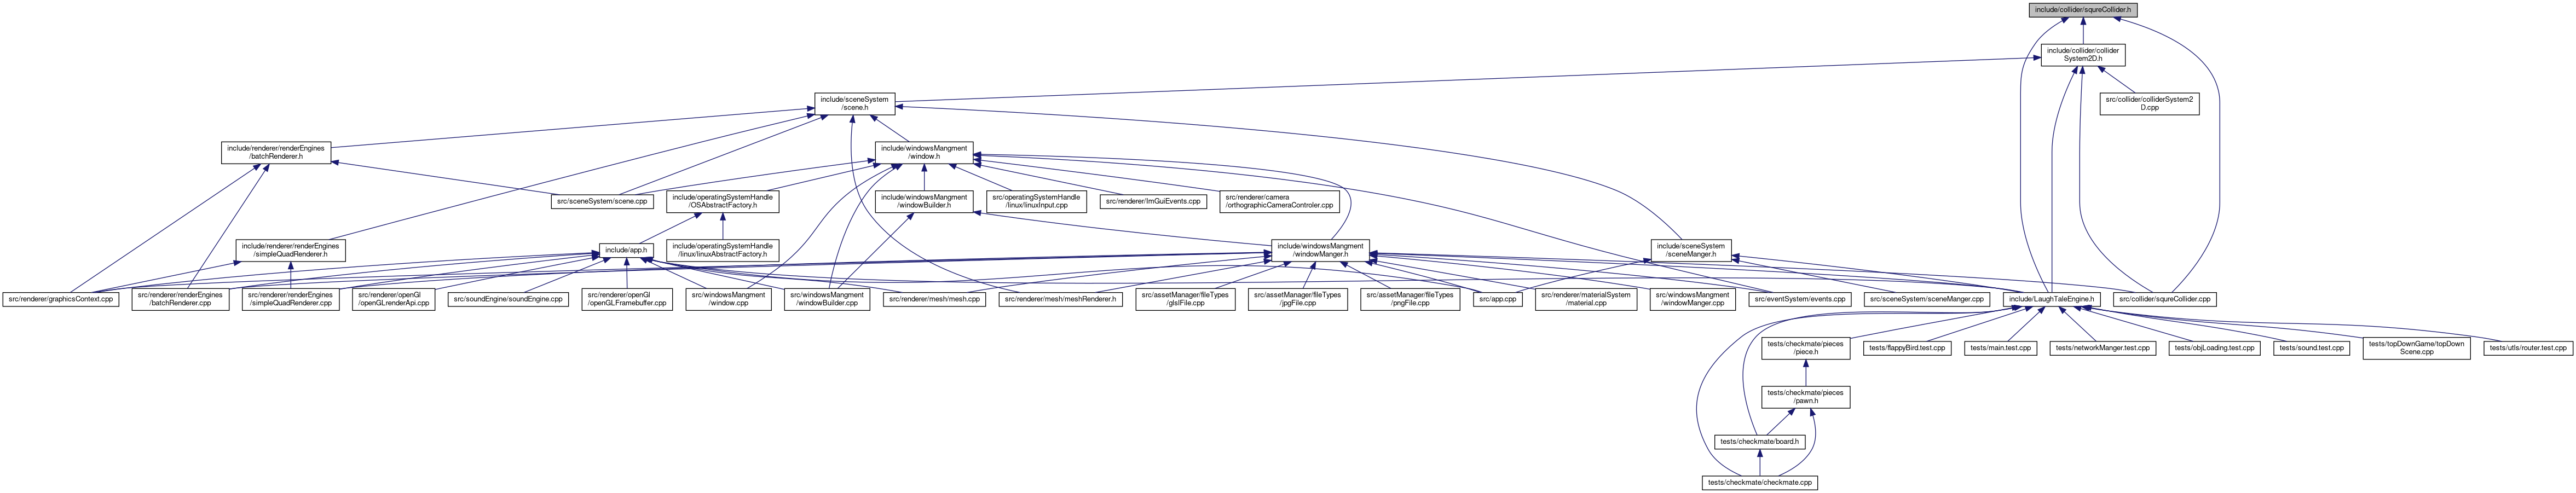 include/collider/squreCollider.h
include/collider/collider
System2D.h
include/sceneSystem
/scene.h
src/collider/colliderSystem2
D.cpp
include/renderer/renderEngines
/batchRenderer.h
include/windowsMangment
/window.h
src/sceneSystem/scene.cpp
include/operatingSystemHandle
/OSAbstractFactory.h
include/windowsMangment
/windowBuilder.h
src/operatingSystemHandle
/linux/linuxInput.cpp
src/renderer/ImGuiEvents.cpp
src/renderer/camera
/orthographicCameraControler.cpp
include/renderer/renderEngines
/simpleQuadRenderer.h
include/app.h
include/operatingSystemHandle
/linux/linuxAbstractFactory.h
include/windowsMangment
/windowManger.h
include/sceneSystem
/sceneManger.h
src/renderer/graphicsContext.cpp
src/renderer/renderEngines
/batchRenderer.cpp
src/renderer/renderEngines
/simpleQuadRenderer.cpp
src/renderer/openGl
/openGLrenderApi.cpp
src/soundEngine/soundEngine.cpp
src/renderer/openGl
/openGLFramebuffer.cpp
src/windowsMangment
/window.cpp
src/windowsMangment
/windowBuilder.cpp
src/renderer/mesh/mesh.cpp
src/renderer/mesh/meshRenderer.h
src/assetManager/fileTypes
/glslFile.cpp
src/assetManager/fileTypes
/jpgFile.cpp
src/assetManager/fileTypes
/pngFile.cpp
src/app.cpp
src/renderer/materialSystem
/material.cpp
src/windowsMangment
/windowManger.cpp
src/eventSystem/events.cpp
src/sceneSystem/sceneManger.cpp
include/LaughTaleEngine.h
src/collider/squreCollider.cpp
tests/checkmate/pieces
/piece.h
tests/flappyBird.test.cpp
tests/main.test.cpp
tests/networkManger.test.cpp
tests/objLoading.test.cpp
tests/sound.test.cpp
tests/topDownGame/topDown
Scene.cpp
tests/utls/router.test.cpp
tests/checkmate/pieces
/pawn.h
tests/checkmate/board.h
tests/checkmate/checkmate.cpp